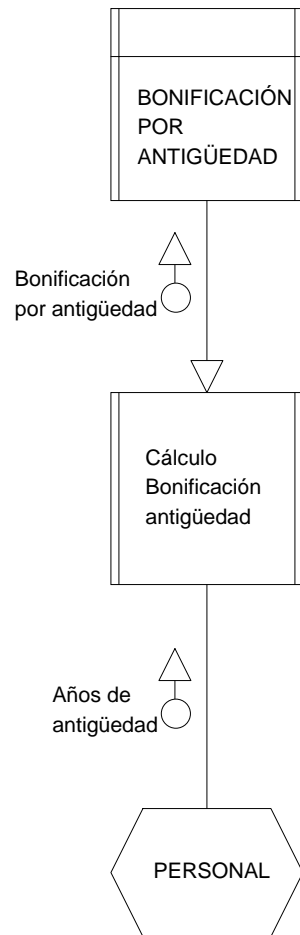 BONIFICACIÓN
POR
ANTIGÜEDAD
Bonificación
por antigüedad
Cálculo
Bonificación
antigüedad
Años de
antigüedad
PERSONAL